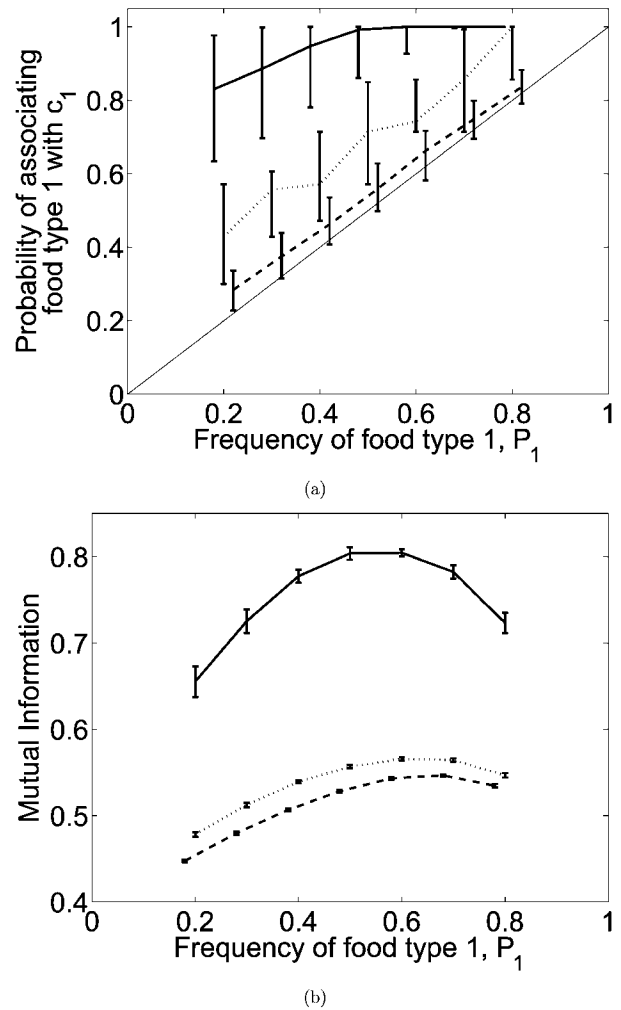 Probability of associating
food type 1 with c1
1
0.8
0.6
0.4
0.2
0
0 0.2 0.4 0.6 0.8 1
Frequency of food type 1, P1
(a)
Mutual Information
0.8
0.7
0.6
0.5
0.4
0 0.2 0.4 0.6 0.8 1
Frequency of food type 1, P1
(b)